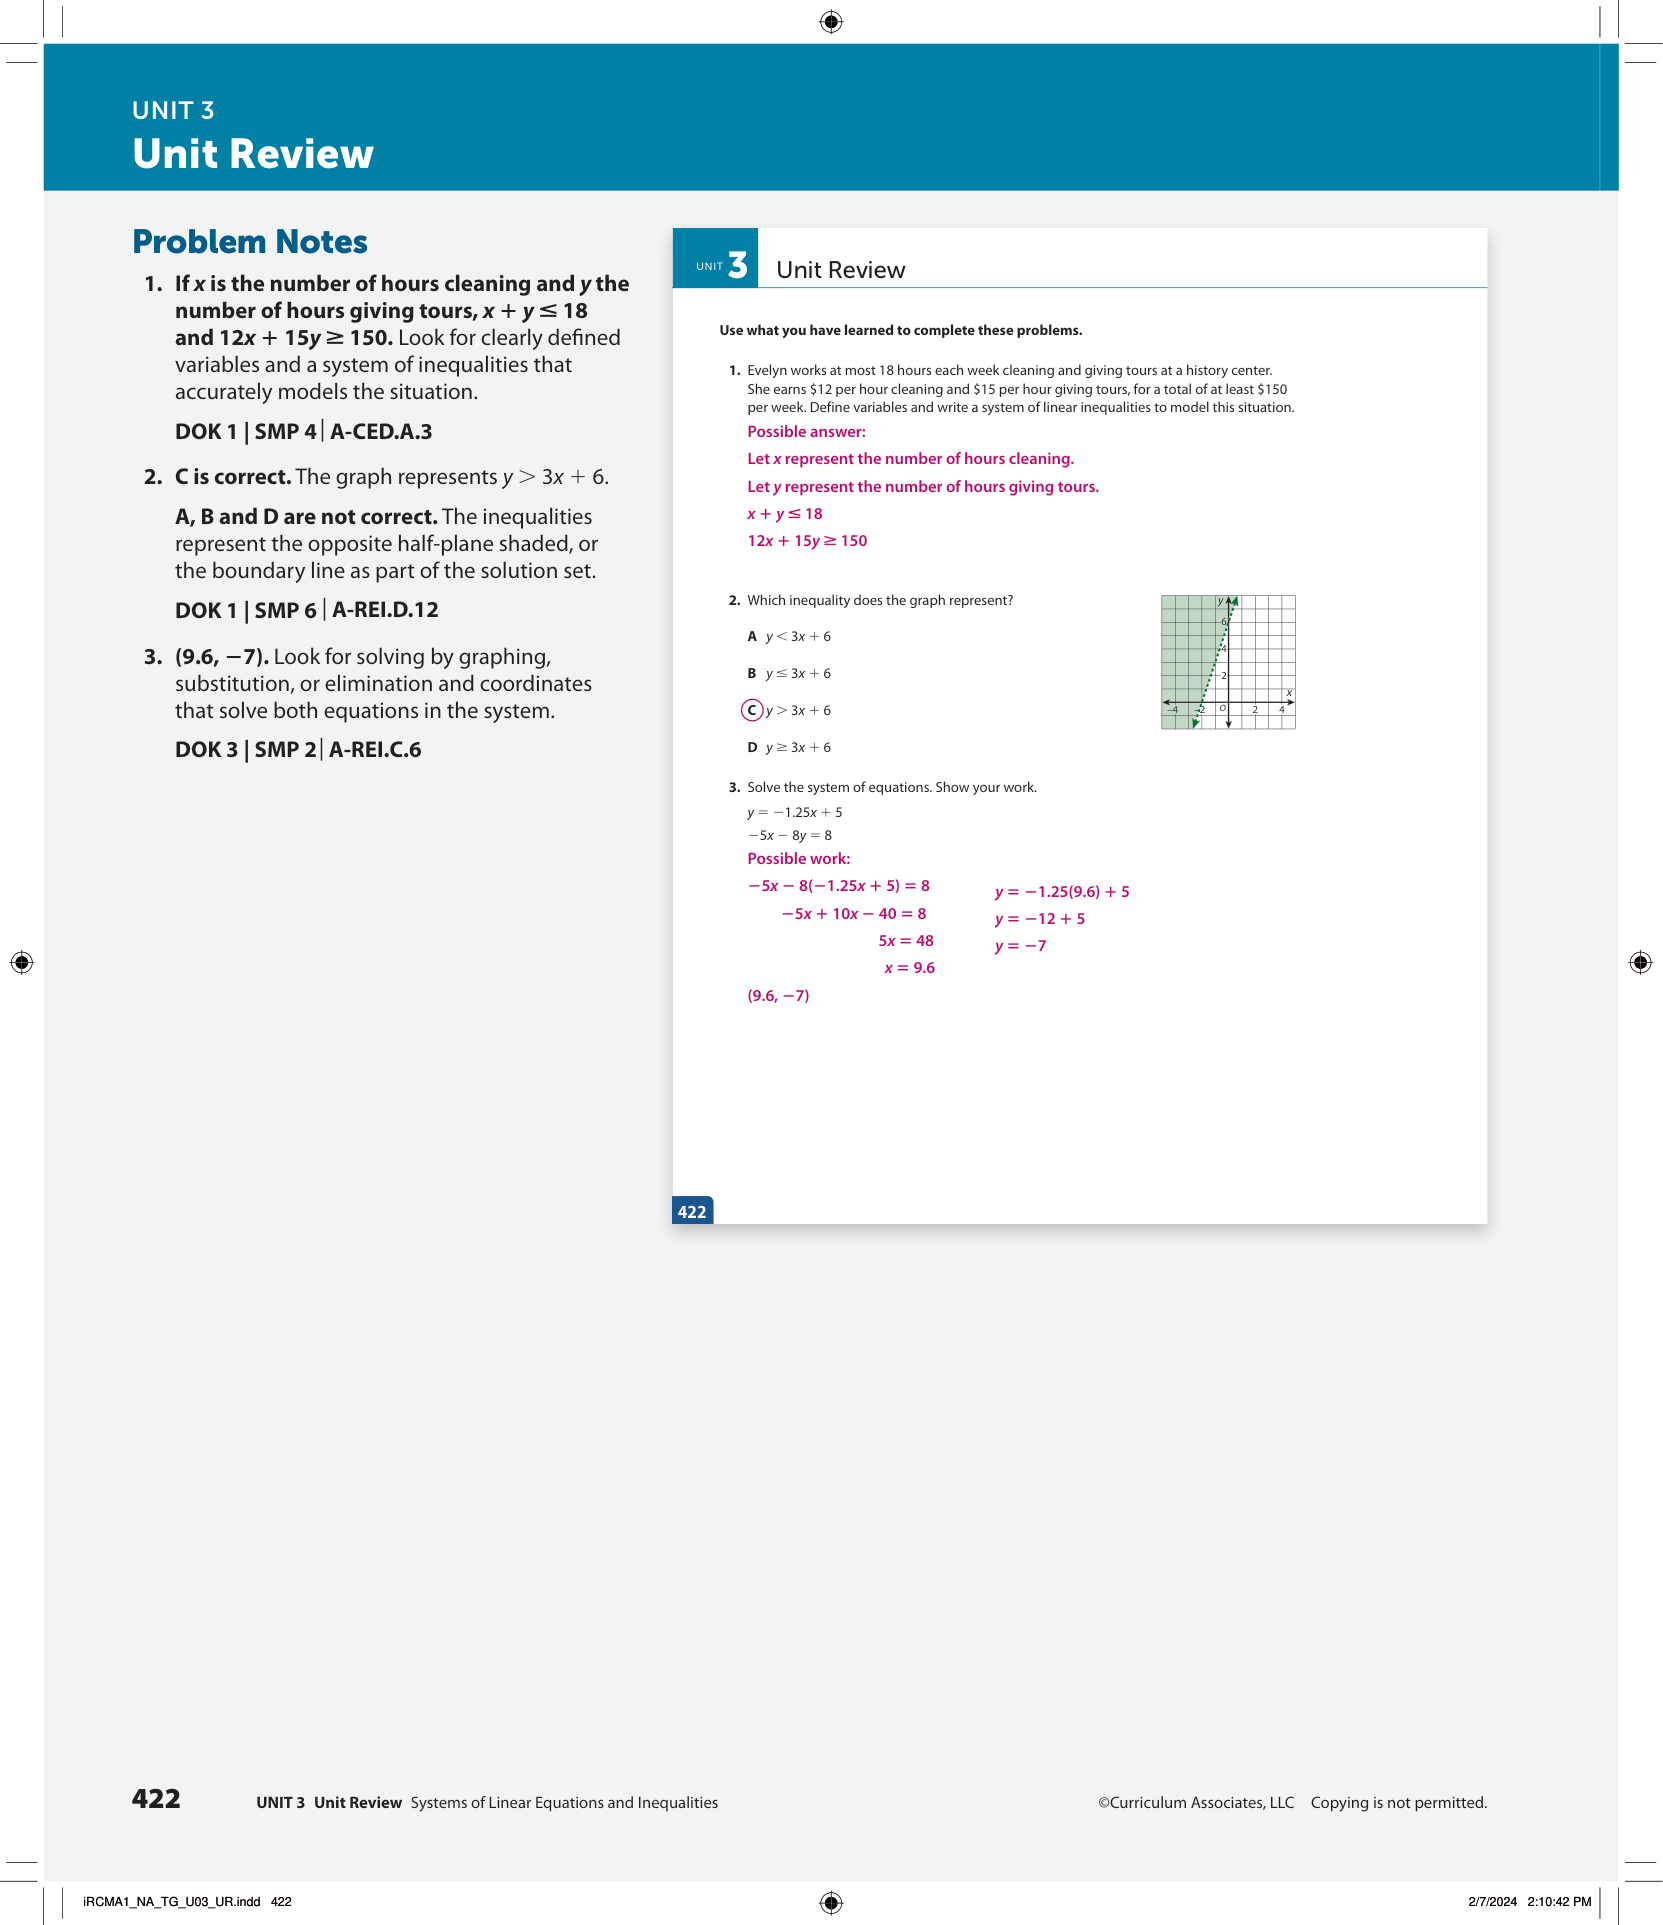 UNIT 3
Unit Review
Problem Notes
1. If x is the number of hours cleaning and y the
number of hours giving tours, x + y ≤ 18
and 12x + 15y ≥ 150. Look for clearly defined
variables and a system of inequalities that
accurately models the situation.
DOK 1 | SMP 4 | A-CED.A.3
2. C is correct. The graph represents y > 3x + 6.
A, B and D are not correct. The inequalities
represent the opposite half-plane shaded, or
the boundary line as part of the solution set.
DOK 1 | SMP 6 | A-REI.D.12
3. (9.6, −7). Look for solving by graphing,
substitution, or elimination and coordinates
that solve both equations in the system.
DOK 3 | SMP 2 | A-REI.C.6
UNIT 3 Unit Review
Use what you have learned to complete these problems.
1. Evelyn works at most 18 hours each week cleaning and giving tours at a history center.
She earns $12 per hour cleaning and $15 per hour giving tours, for a total of at least $150
per week. Define variables and write a system of linear inequalities to model this situation.
Possible answer:
Let x represent the number of hours cleaning.
Let y represent the number of hours giving tours.
x + y ≤ 18
12x + 15y ≥ 150
2. Which inequality does the graph represent?
A y < 3x + 6
B y ≤ 3x + 6
C y > 3x + 6
D y ≥ 3x + 6
y
6
4
2
x
−4 −2 O 2 4
3. Solve the system of equations. Show your work.
y = −1.25x + 5
−5x − 8y = 8
Possible work:
−5x − 8(−1.25x + 5) = 8
−5x + 10x − 40 = 8
5x = 48
x = 9.6
y = −1.25(9.6) + 5
y = −12 + 5
y = −7
(9.6, −7)
422
422 UNIT 3 Unit Review Systems of Linear Equations and Inequalities ©Curriculum Associates, LLC Copying is not permitted.
iRCMA1_NA_TG_U03_UR.indd 422 2/7/2024 2:10:42 PM